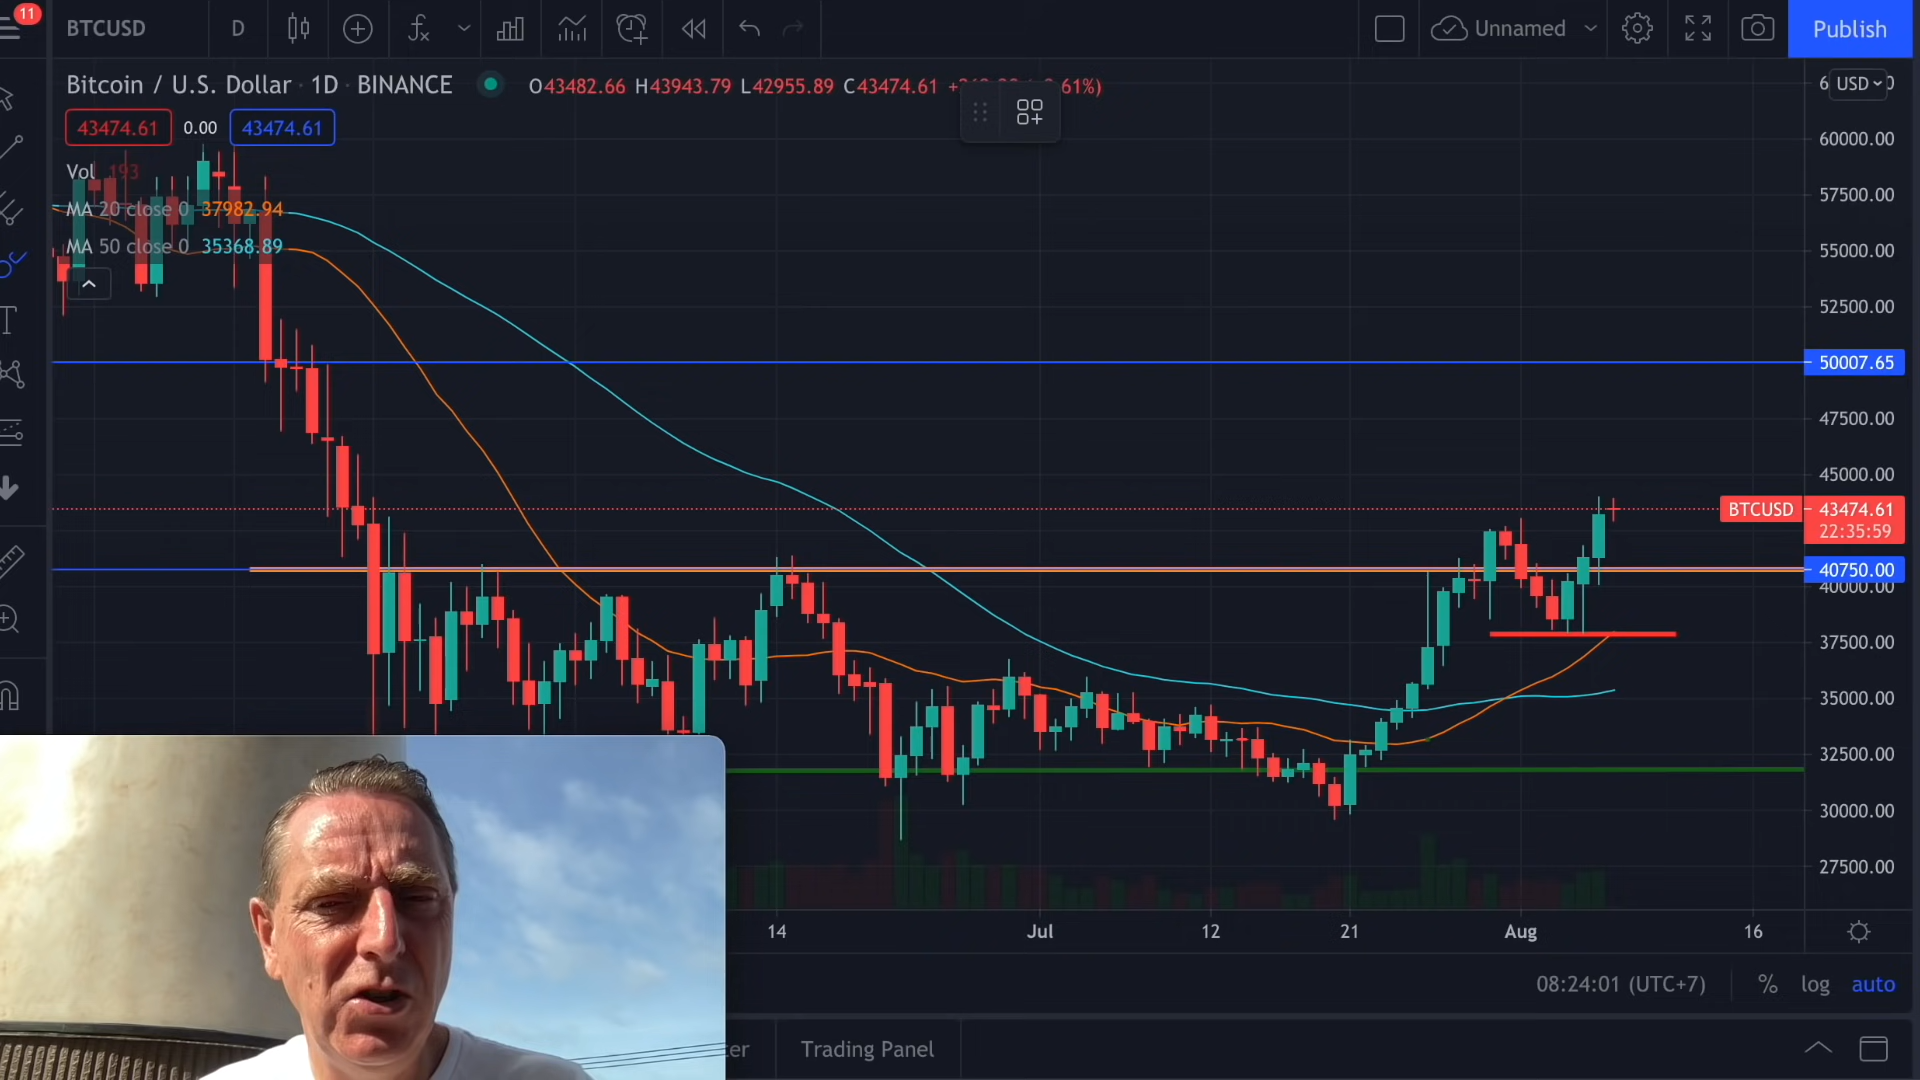 11
BTCUSD D Unnamed Publish
Bitcoin / U.S. Dollar · 1D · BINANCE O43482.66 H43943.79 L42955.89 C43474.61 61%)
USD
43474.61 0.00 43474.61
60000.00
Vol 193
57500.00
MA 20 close 0 37982.94
MA 50 close 0 35368.89
55000.00
52500.00
50007.65
47500.00
45000.00
BTCUSD 43474.61
22:35:59
40750.00
40000.00
37500.00
35000.00
32500.00
30000.00
27500.00
14 Jul 12 21 Aug 16
08:24:01 (UTC+7) % log auto
er Trading Panel